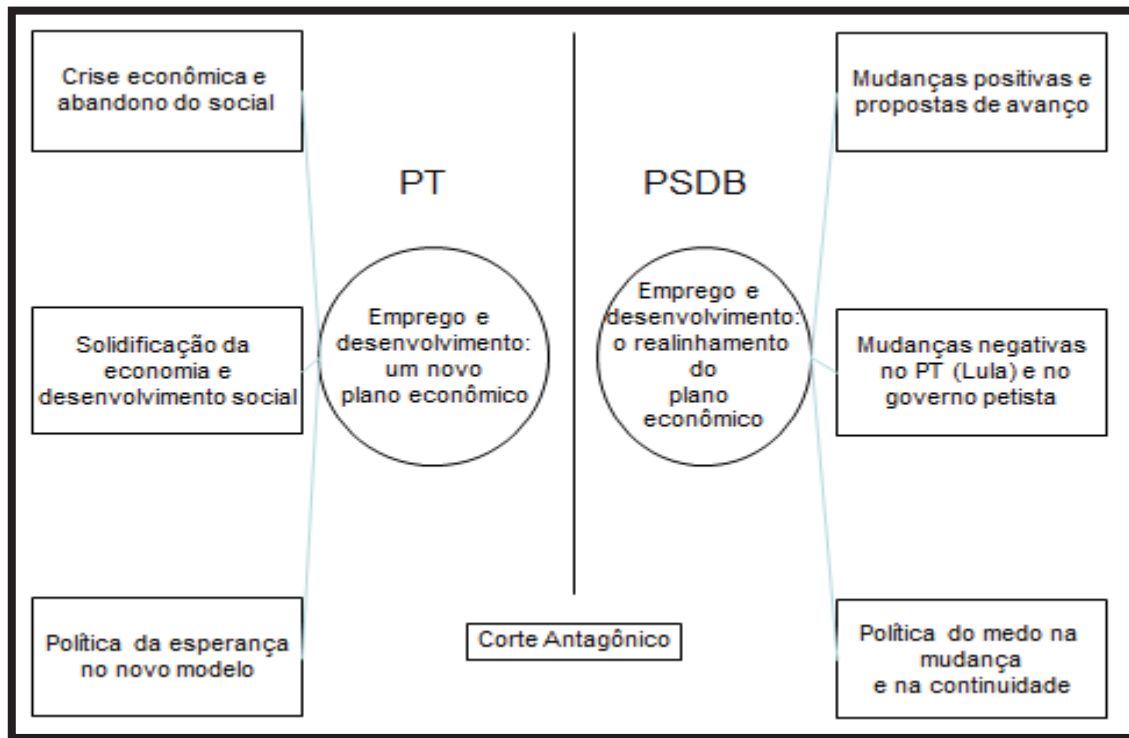 Crise econômica e
abandono do social
Mudanças positivas e
propostas de avanço
PT
PSDB
Solidificação da
economia e
desenvolvimento social
Emprego e
desenvolvimento:
um novo
plano econômico
Emprego e
desenvolvimento:
o realinhamento
do
plano
econômico
Mudanças negativas
no PT (Lula) e no
governo petista
Política da esperança
no novo modelo
Corte Antagônico
Política do medo na
mudança
e na continuidade